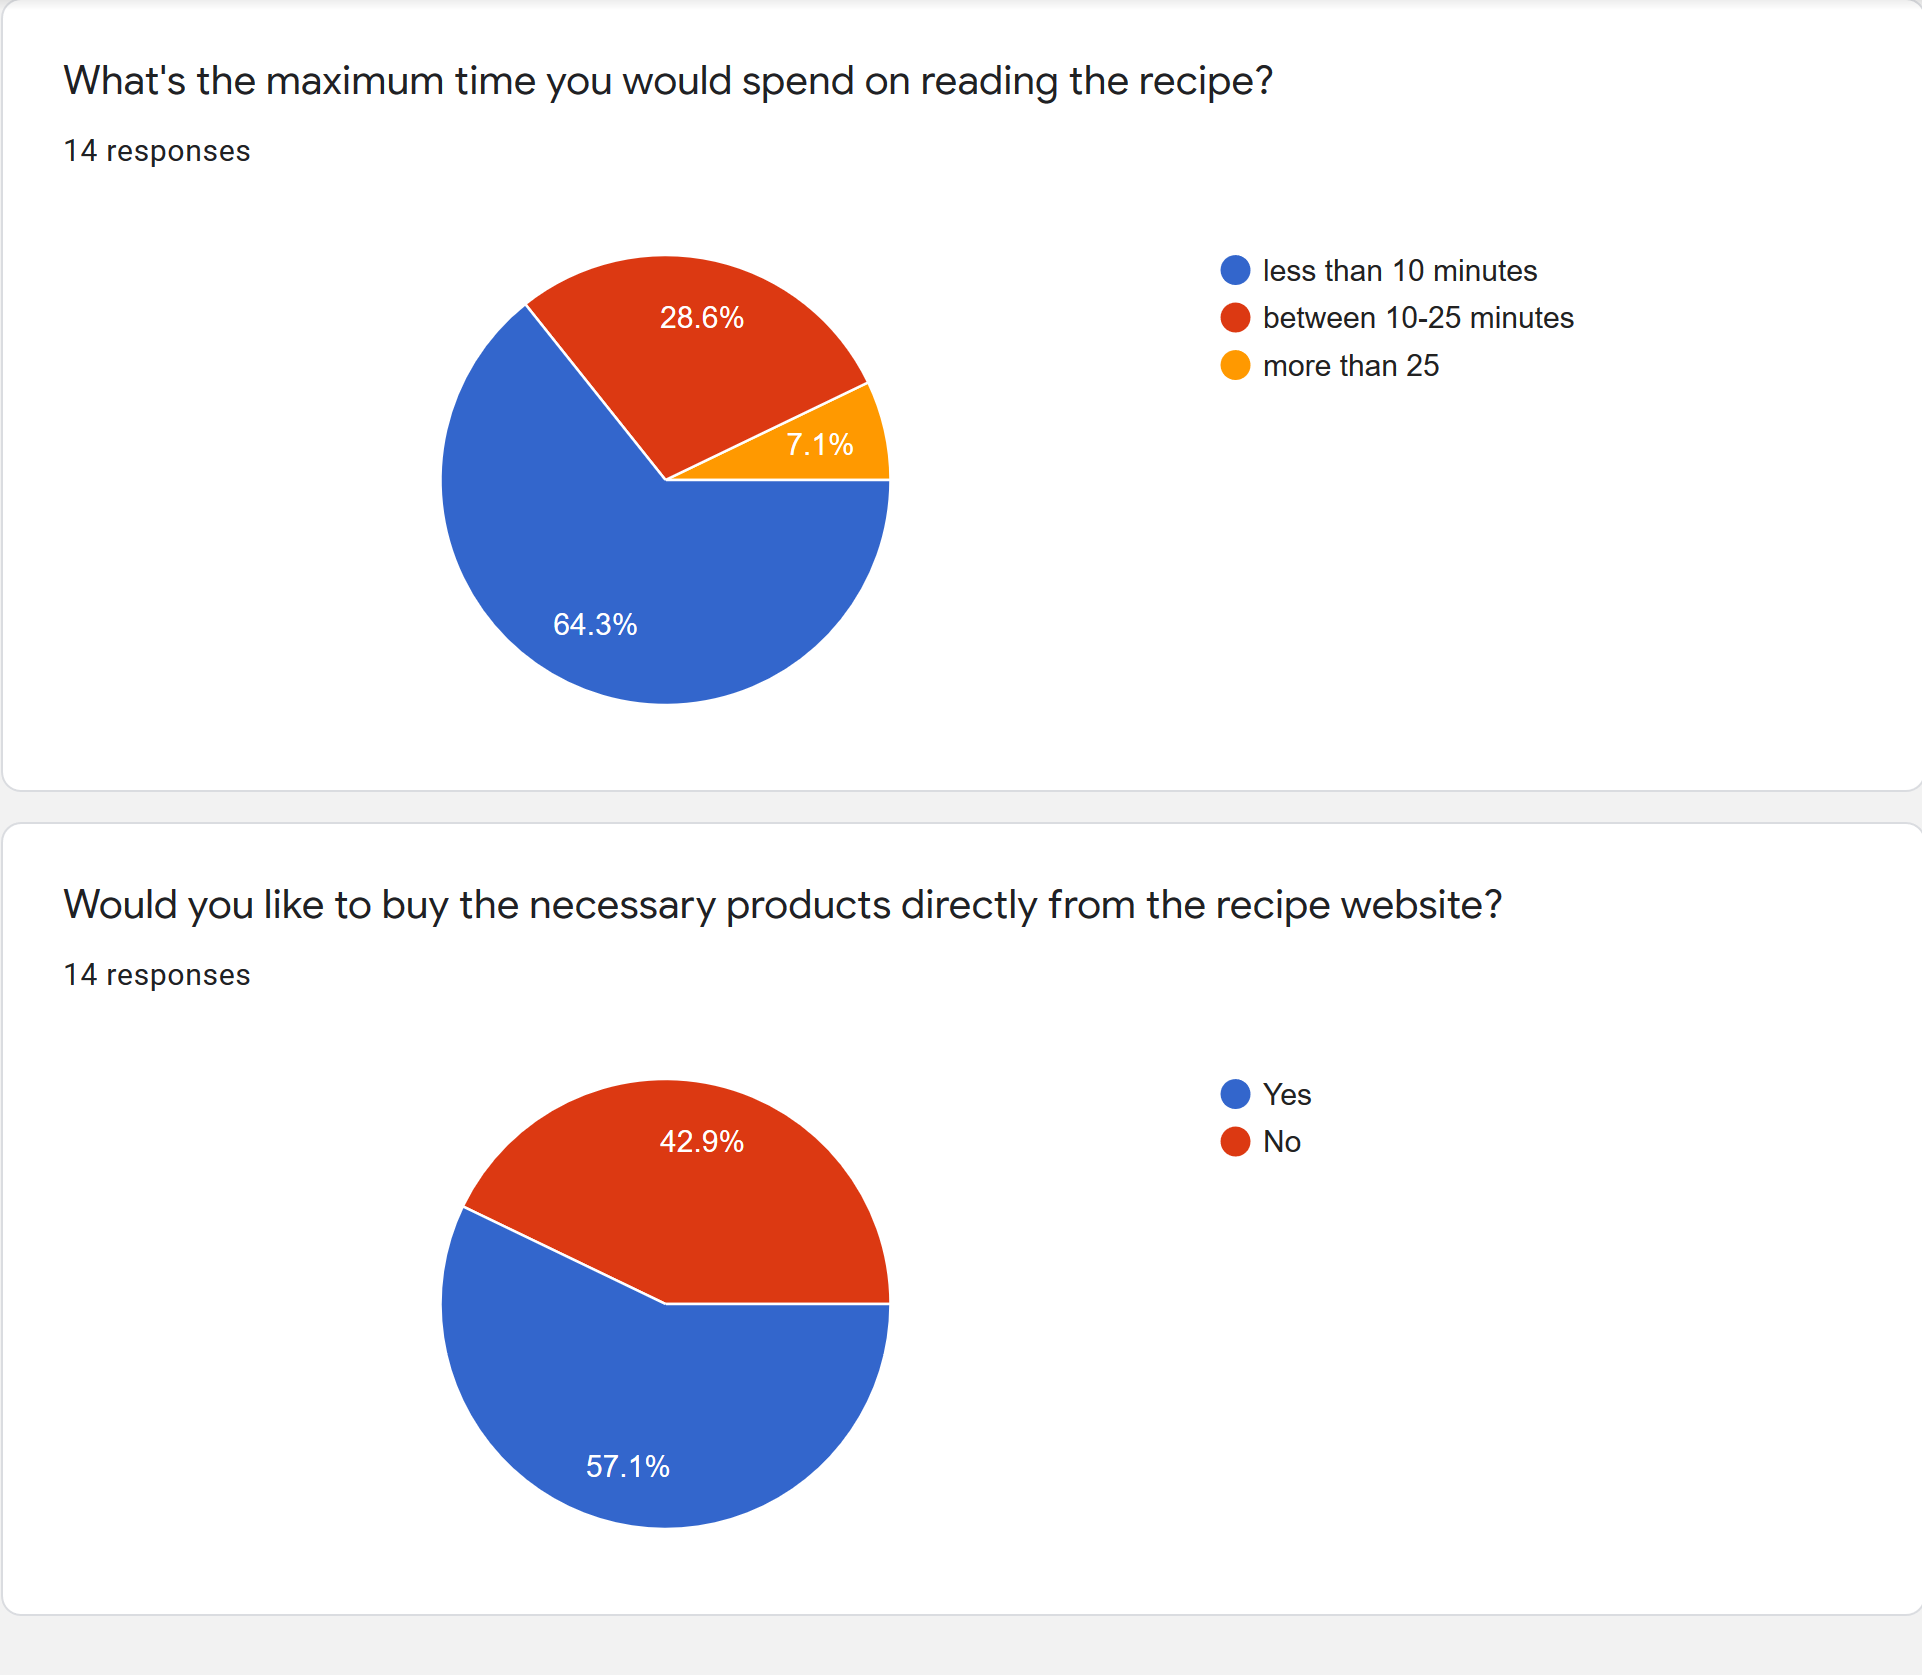 What's the maximum time you would spend on reading the recipe?
14 responses
less than 10 minutes
between 10-25 minutes
more than 25
28.6%
7.1%
64.3%
Would you like to buy the necessary products directly from the recipe website?
14 responses
Yes
No
42.9%
57.1%